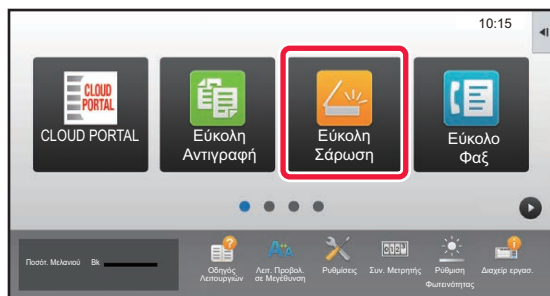 10:15
CLOUD
PORTAL
CLOUD PORTAL
Εύκολη
Αντιγραφή
Εύκολη
Σάρωση
Εύκολο
Φαξ
Ποσότ. Μελανιού Bk
Οδηγός
Λειτουργιών
Λειτ. Προβολ.
σε Μεγέθυνση
Ρυθμίσεις
Συν. Μετρητής
Ρύθμιση
Φωτεινότητας
Διαχείρ εργασ.